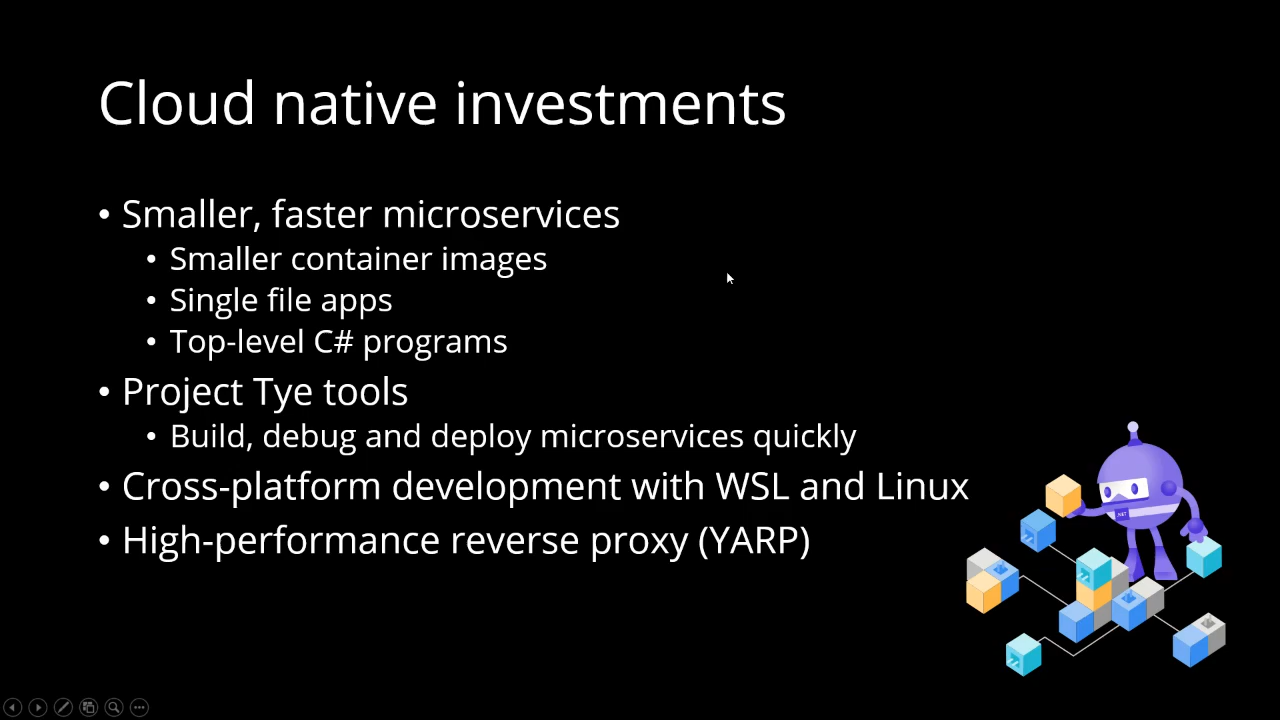 Cloud native investments
• Smaller, faster microservices
• Smaller container images
• Single file apps
• Top-level C# programs
• Project Tye tools
• Build, debug and deploy microservices quickly
• Cross-platform development with WSL and Linux
• High-performance reverse proxy (YARP)
.NET